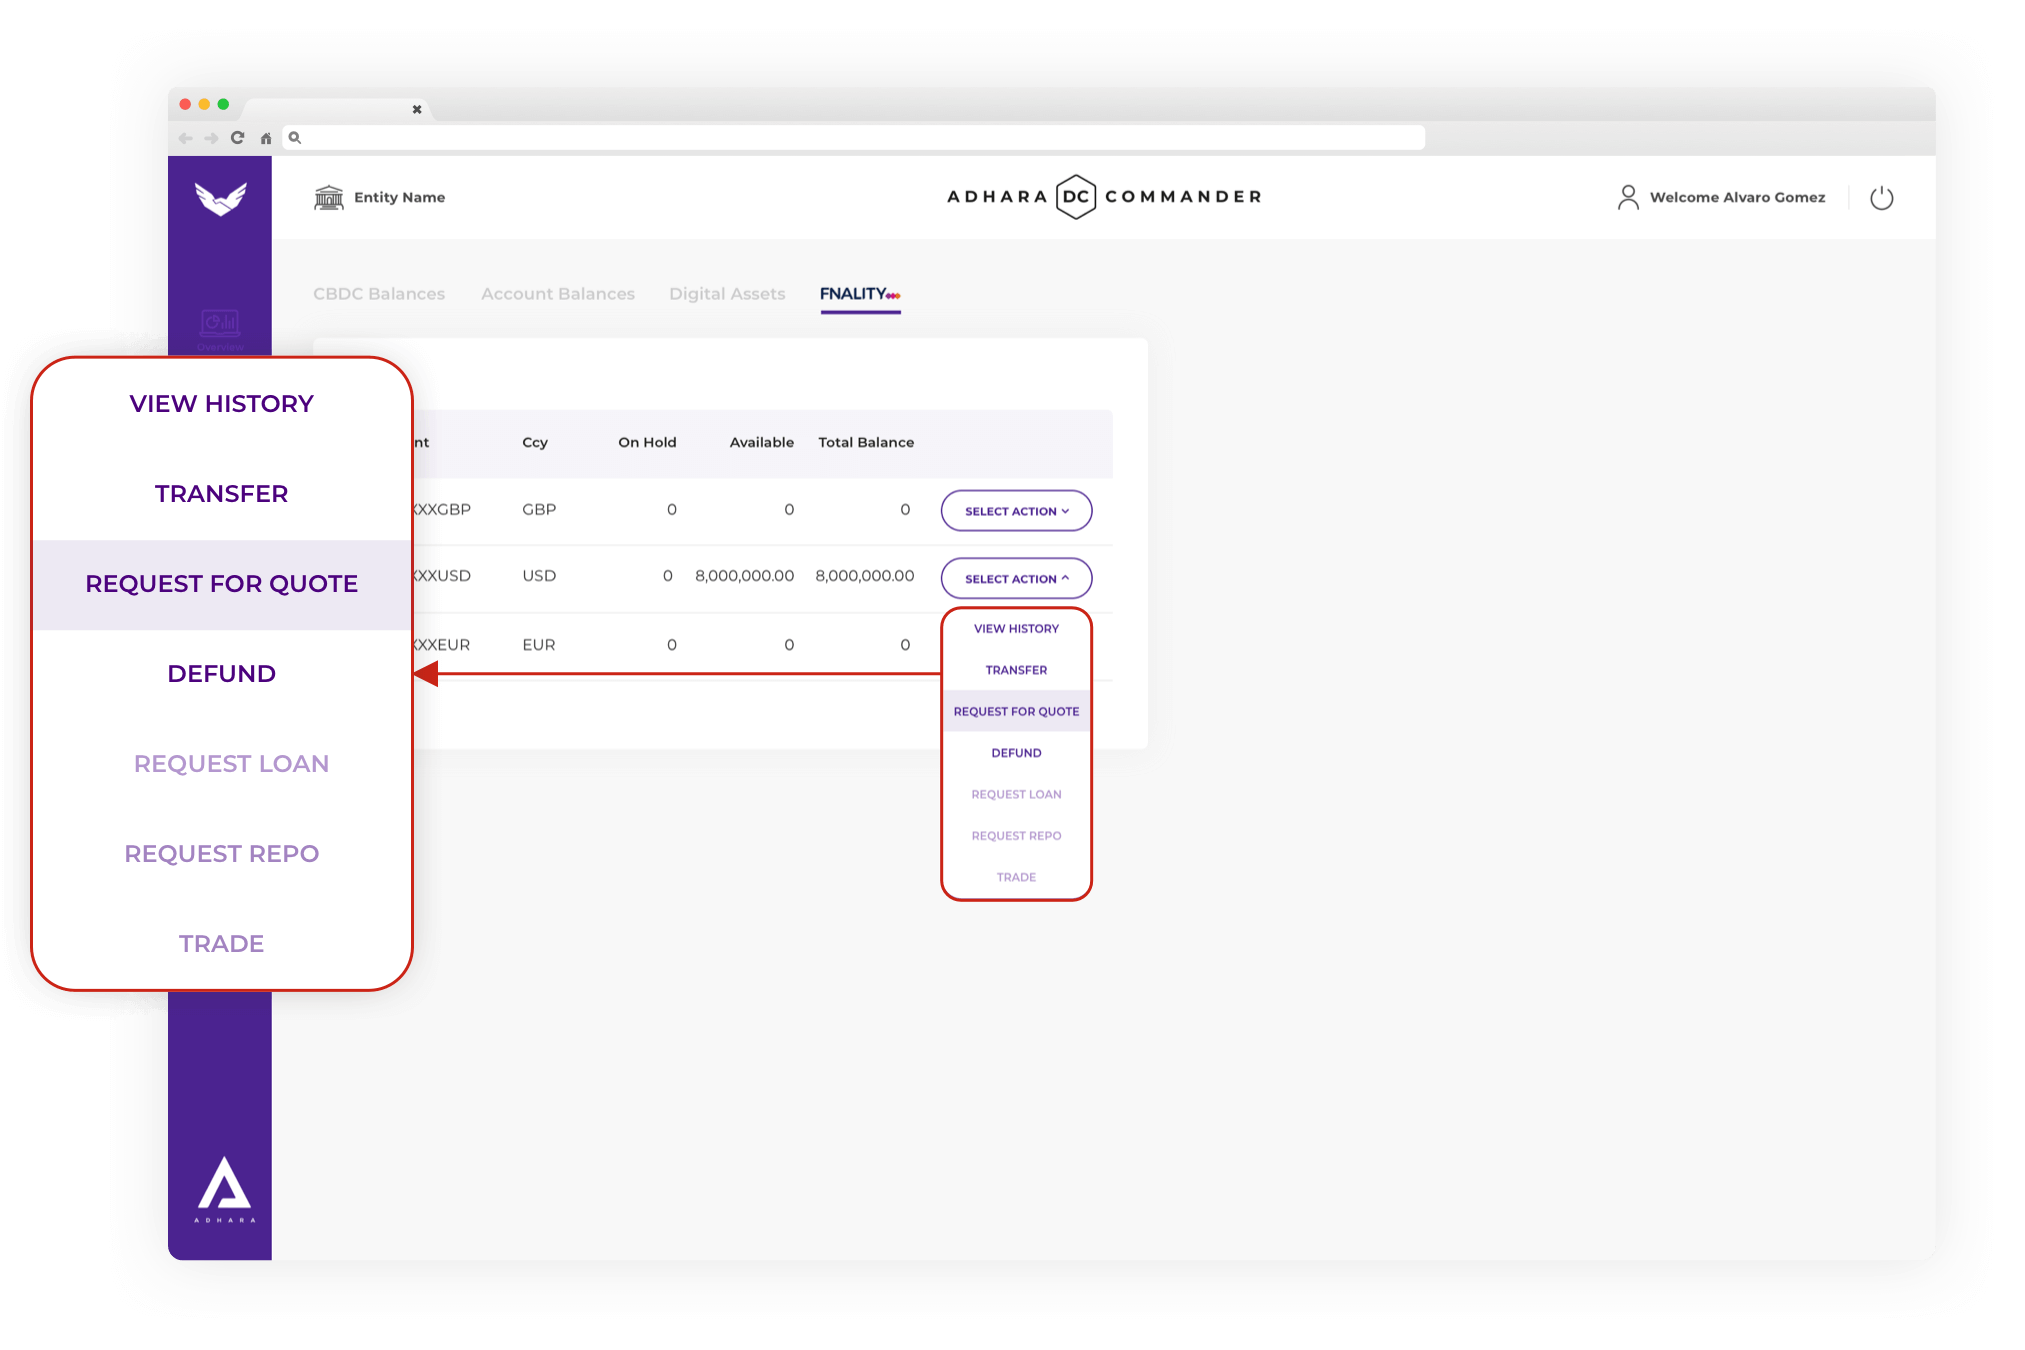 Entity Name
ADHARA DC COMMANDER
Welcome Alvaro Gomez
CBDC Balances Account Balances Digital Assets FNALITY
Overview
nt Ccy On Hold Available Total Balance
XXXGBP GBP 0 0 0 SELECT ACTION
XXXUSD USD 0 8,000,000.00 8,000,000.00 SELECT ACTION
XXXEUR EUR 0 0 0
VIEW HISTORY
TRANSFER
REQUEST FOR QUOTE
DEFUND
REQUEST LOAN
REQUEST REPO
TRADE
VIEW HISTORY
TRANSFER
REQUEST FOR QUOTE
DEFUND
REQUEST LOAN
REQUEST REPO
TRADE
ADHARA